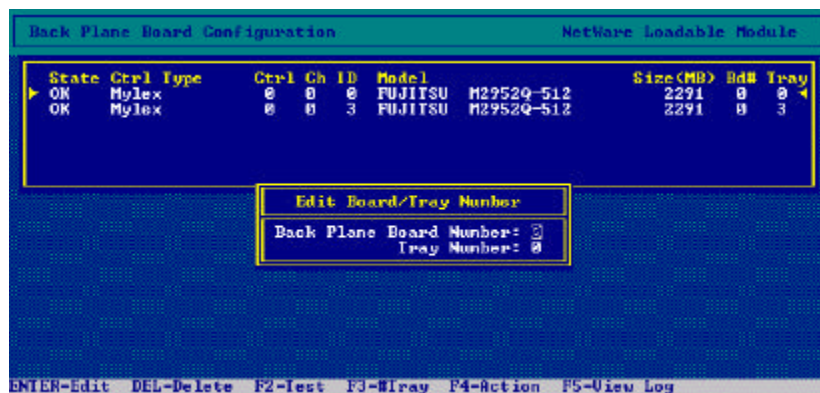 Back Plane Board Configuration NetWare Loadable Module
State Ctrl Type Ctrl Ch ID Model Size(MB) Bd# Tray
OK Mylex 0 0 0 FUJITSU M2952Q-512 2291 0 0
OK Mylex 0 0 3 FUJITSU M2952Q-512 2291 0 3
Edit Board/Tray Number
Back Plane Board Number: 0
Tray Number: 0
ENTER-Edit DEL-Delete F2-Test F3-#Tray F4-Action F5-View Log